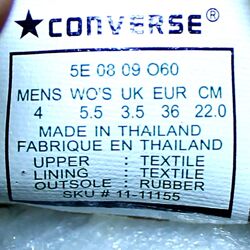 ★CONVERSE®
5E 08 09 O60
MENS WO'S UK EUR CM
4 5.5 3.5 36 22.0
MADE IN THAILAND
FABRIQUE EN THAILAND
UPPER : TEXTILE
LINING : TEXTILE
OUTSOLE : RUBBER
SKU # 11-11155